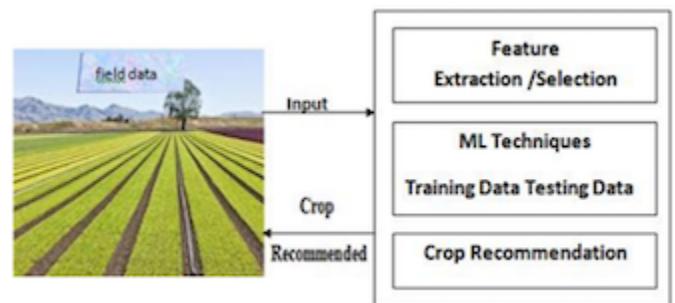 field data
Input
Crop
Recommended
Feature
Extraction /Selection
ML Techniques
Training Data Testing Data
Crop Recommendation